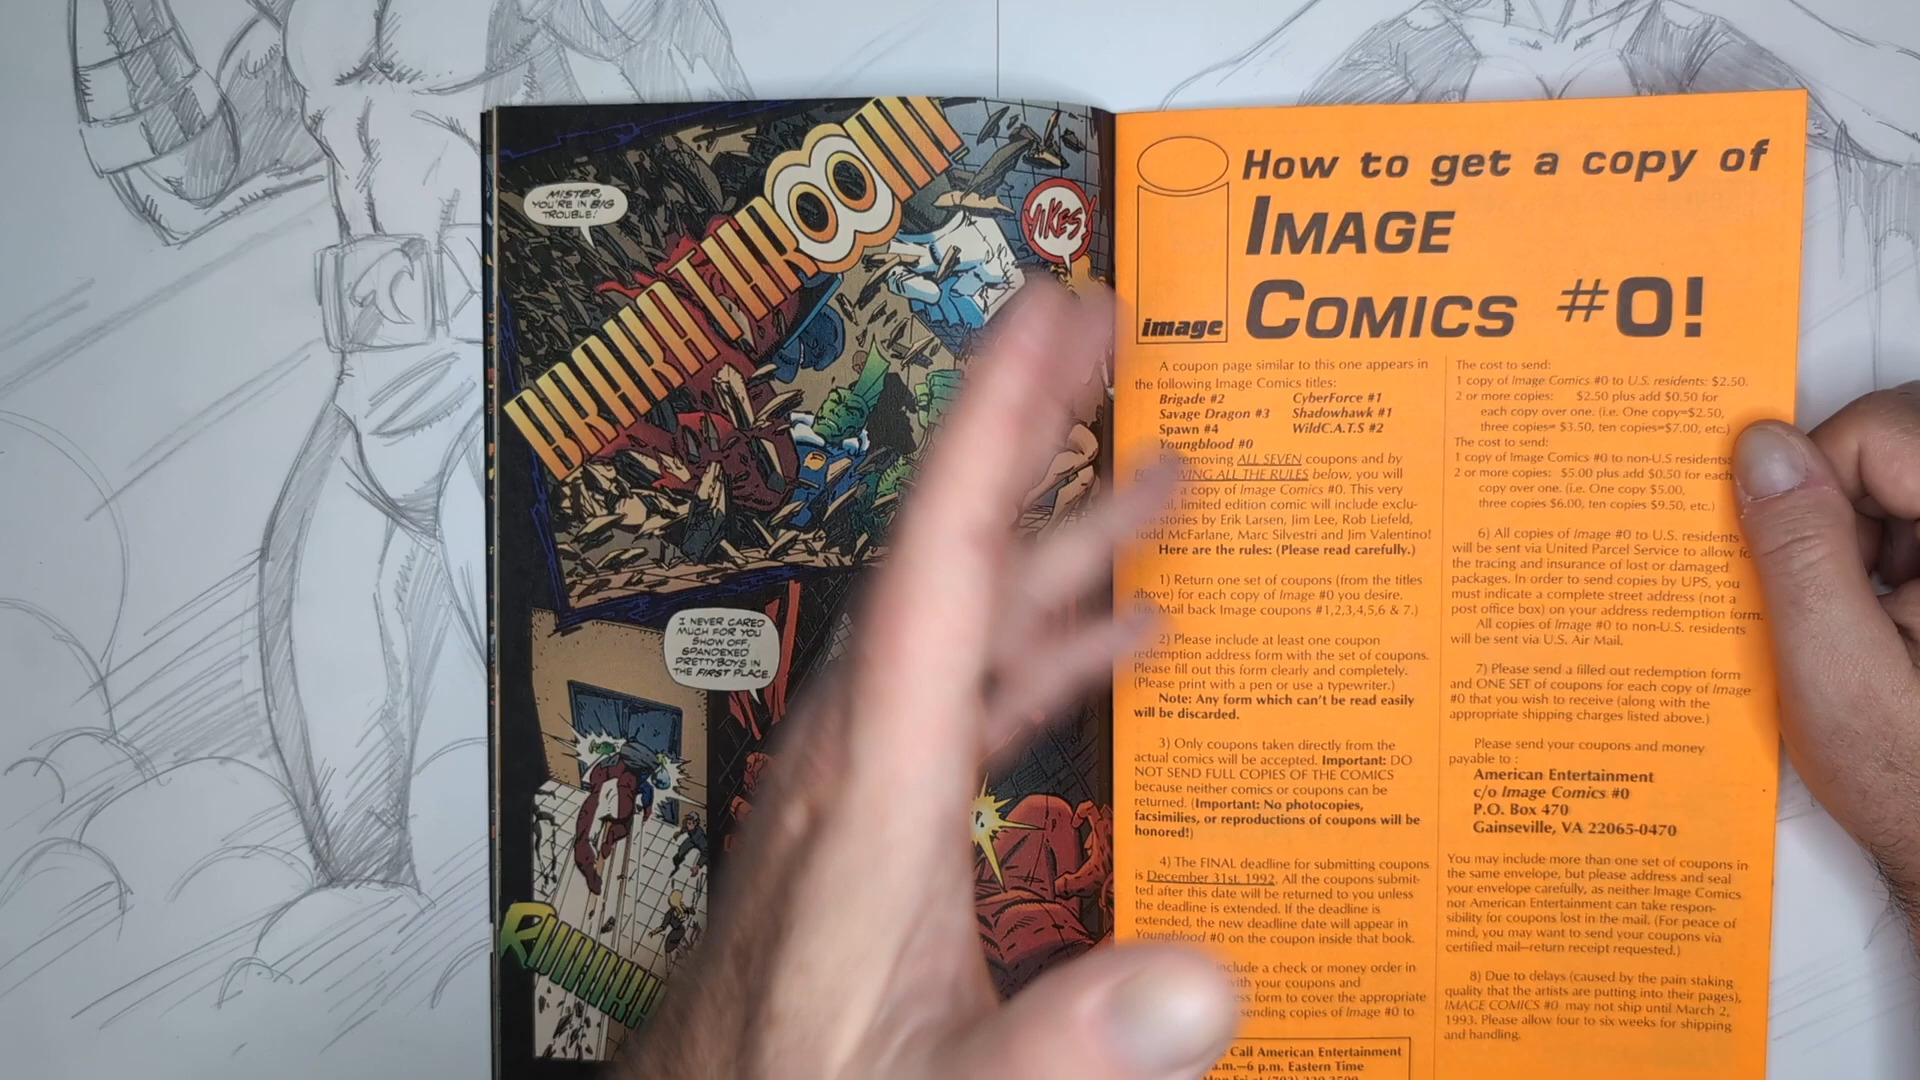 MISTER,
YOU'RE IN BIG
TROUBLE!
BRAKATHROOMM
YIKES!
I NEVER CARED
MUCH FOR YOU
SHOW OFF,
SPANDEXED
PRETTYBOYS IN
THE FIRST PLACE.
How to get a copy of
IMAGE
COMICS #0!
image
A coupon page similar to this one appears in
the following Image Comics titles:
Brigade #2 CyberForce #1
Savage Dragon #3 Shadowhawk #1
Spawn #4 WildC.A.T.S #2
Youngblood #0
removing ALL SEVEN coupons and by
ALL THE RULES below, you will
a copy of Image Comics #0. This very
limited edition comic will include exclu-
stories by Erik Larsen, Jim Lee, Rob Liefeld,
Todd McFarlane, Marc Silvestri and Jim Valentino!
Here are the rules: (Please read carefully.)
1) Return one set of coupons (from the titles
above) for each copy of Image #0 you desire.
Mail back Image coupons #1,2,3,4,5,6 & 7.)
2) Please include at least one coupon
redemption address form with the set of coupons.
Please fill out this form clearly and completely.
(Please print with a pen or use a typewriter.)
Note: Any form which can't be read easily
will be discarded.
3) Only coupons taken directly from the
actual comics will be accepted. Important: DO
NOT SEND FULL COPIES OF THE COMICS
because neither comics or coupons can be
returned. (Important: No photocopies,
facsimilies, or reproductions of coupons will be
honored!)
4) The FINAL deadline for submitting coupons
is December 31st, 1992. All the coupons submit-
ted after this date will be returned to you unless
the deadline is extended. If the deadline is
extended, the new deadline date will appear in
Youngblood #0 on the coupon inside that book.
include a check or money order in
with your coupons and
form to cover the appropriate
sending copies of Image #0 to
Call American Entertainment
a.m.—6 p.m. Eastern Time
The cost to send:
1 copy of Image Comics #0 to U.S. residents: $2.50.
2 or more copies: $2.50 plus add $0.50 for
each copy over one. (i.e. One copy=$2.50,
three copies= $3.50, ten copies=$7.00, etc.)
The cost to send:
1 copy of Image Comics #0 to non-U.S residents:
2 or more copies: $5.00 plus add $0.50 for each
copy over one. (i.e. One copy $5.00,
three copies $6.00, ten copies $9.50, etc.)
6) All copies of Image #0 to U.S. residents
will be sent via United Parcel Service to allow
the tracing and insurance of lost or damaged
packages. In order to send copies by UPS, you
must indicate a complete street address (not a
post office box) on your address redemption form.
All copies of Image #0 to non-U.S. residents
will be sent via U.S. Air Mail.
7) Please send a filled out redemption form
and ONE SET of coupons for each copy of Image
#0 that you wish to receive (along with the
appropriate shipping charges listed above.)
Please send your coupons and money
payable to :
American Entertainment
c/o Image Comics #0
P.O. Box 470
Gainseville, VA 22065-0470
You may include more than one set of coupons in
the same envelope, but please address and seal
your envelope carefully, as neither Image Comics
nor American Entertainment can take respon-
sibility for coupons lost in the mail. (For peace of
mind, you may want to send your coupons via
certified mail—return receipt requested.)
8) Due to delays (caused by the pain staking
quality that the artists are putting into their pages),
IMAGE COMICS #0 may not ship until March 2,
1993. Please allow four to six weeks for shipping
and handling.